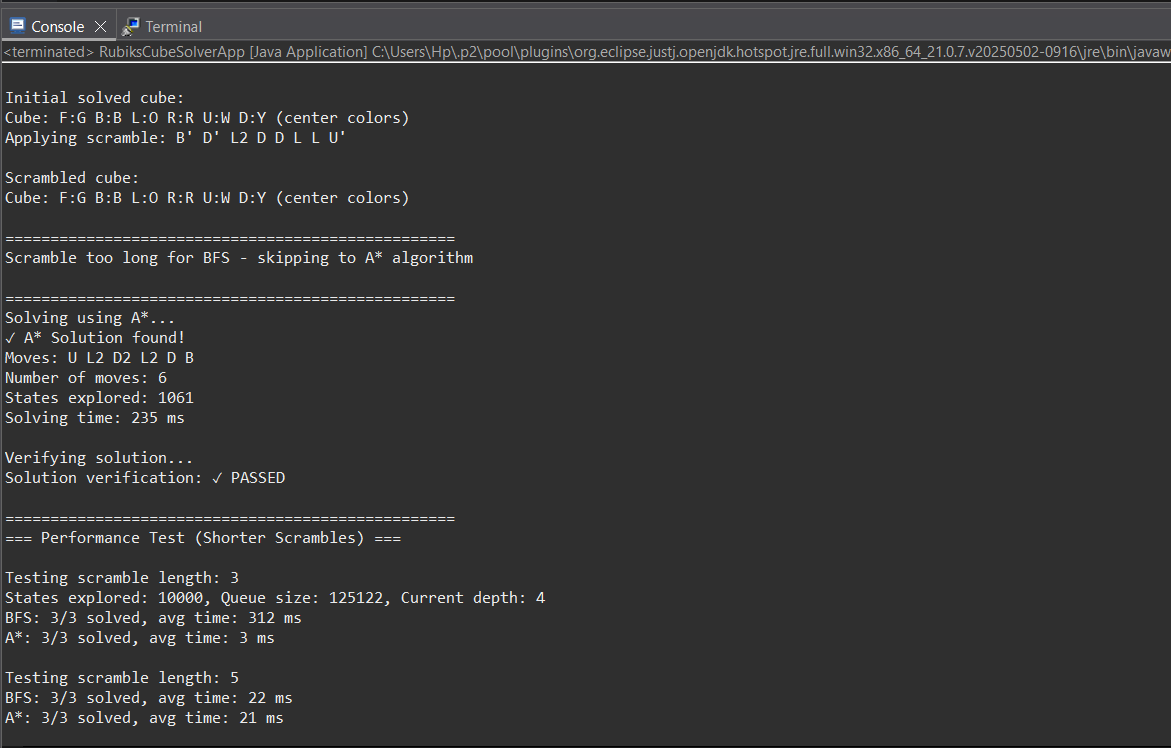 Console
Terminal
<terminated> RubiksCubeSolverApp [Java Application] C:\Users\Hp\.p2\pool\plugins\org.eclipse.justj.openjdk.hotspot.jre.full.win32.x86_64_21.0.7.v20250502-0916\jre\bin\javaw
Initial solved cube:
Cube: F:G B:B L:O R:R U:W D:Y (center colors)
Applying scramble: B' D' L2 D D L L U'
Scrambled cube:
Cube: F:G B:B L:O R:R U:W D:Y (center colors)
==================================================
Scramble too long for BFS - skipping to A* algorithm
==================================================
Solving using A*...
✓ A* Solution found!
Moves: U L2 D2 L2 D B
Number of moves: 6
States explored: 1061
Solving time: 235 ms
Verifying solution...
Solution verification: ✓ PASSED
==================================================
=== Performance Test (Shorter Scrambles) ===
Testing scramble length: 3
States explored: 10000, Queue size: 125122, Current depth: 4
BFS: 3/3 solved, avg time: 312 ms
A*: 3/3 solved, avg time: 3 ms
Testing scramble length: 5
BFS: 3/3 solved, avg time: 22 ms
A*: 3/3 solved, avg time: 21 ms